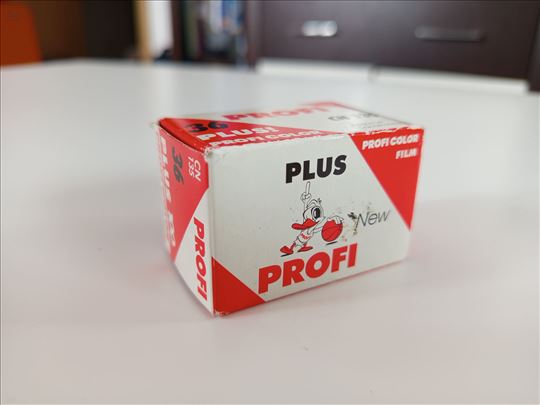 PROFI
36
PLUS!
PROFI COLOR
PROFI COLOR
FILM
PLUS
New
PROFI
CN
135
36
PROFI